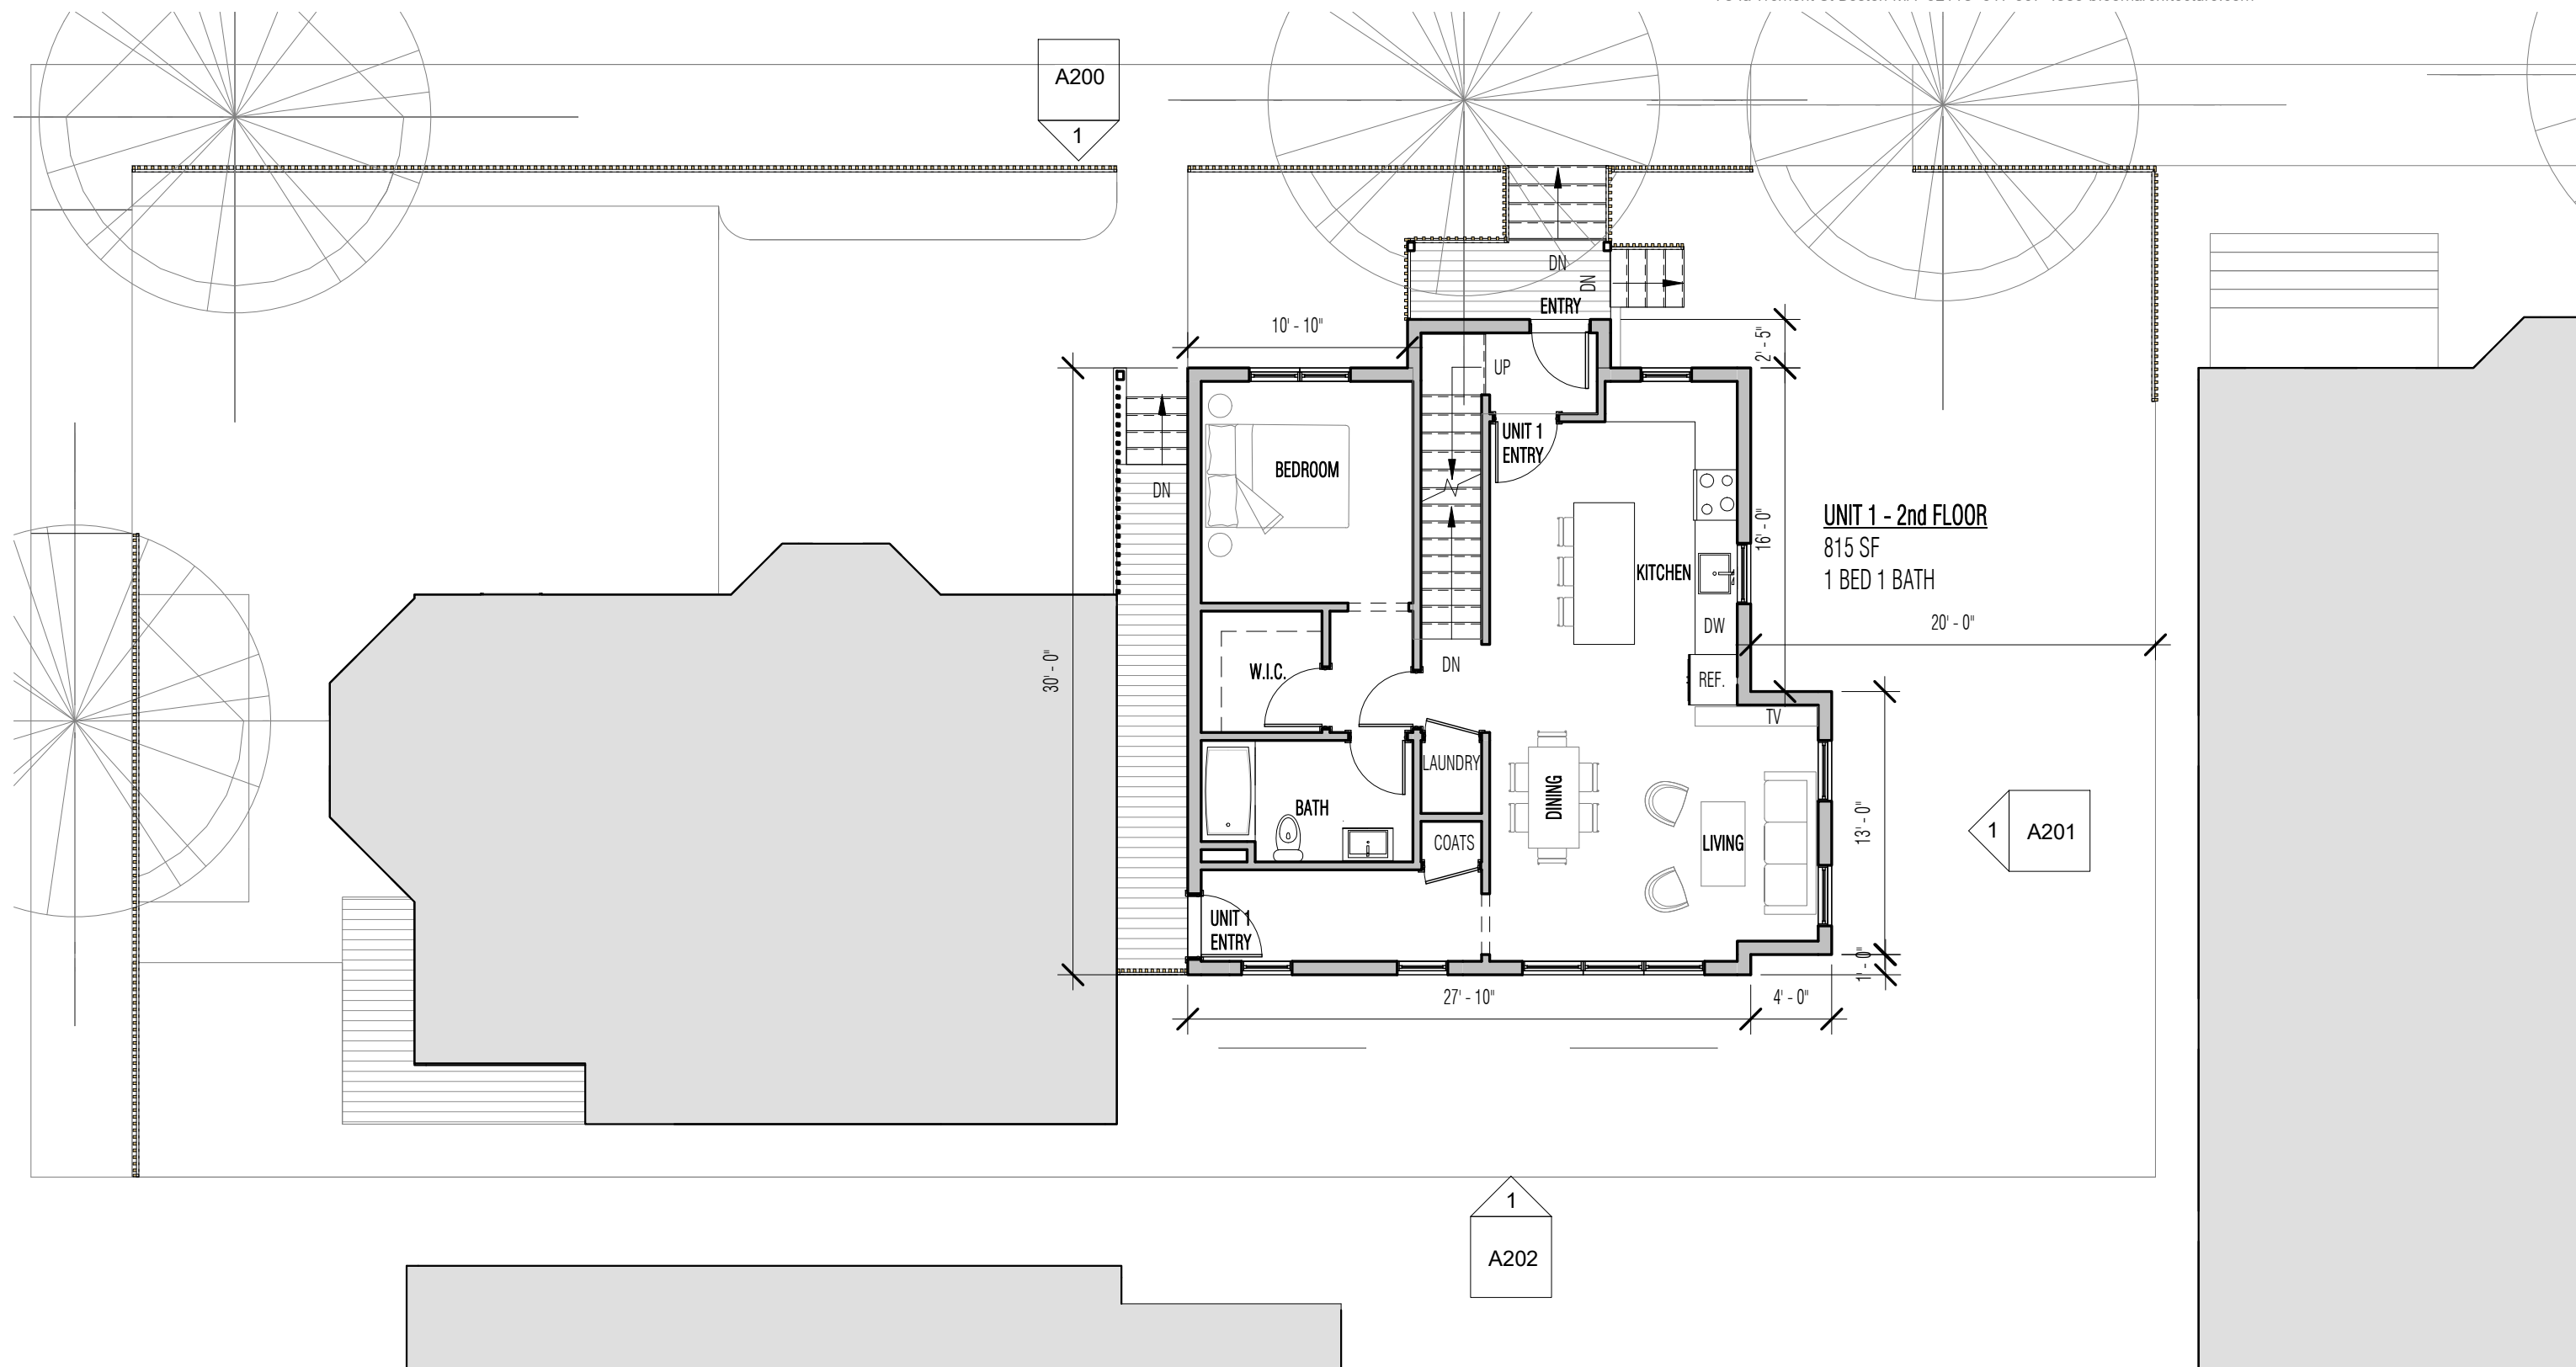 A200
1
DN
DN
ENTRY
10' - 10"
2' - 5"
UP
UNIT 1
ENTRY
BEDROOM
DN
16' - 0"
UNIT 1 - 2nd FLOOR
815 SF
1 BED 1 BATH
KITCHEN
DW
20' - 0"
30' - 0"
W.I.C.
DN
REF.
TV
LAUNDRY
DINING
BATH
COATS
LIVING
13' - 0"
1
A201
UNIT 1
ENTRY
1' - 0"
27' - 10"
4' - 0"
1
A202